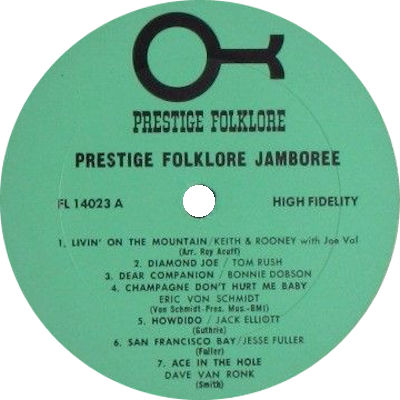 PRESTIGE FOLKLORE
PRESTIGE FOLKLORE JAMBOREE
FL 14023 A HIGH FIDELITY
1. LIVIN' ON THE MOUNTAIN / KEITH & ROONEY with Joe Val
(Arr. Roy Acuff)
2. DIAMOND JOE / TOM RUSH
3. DEAR COMPANION / BONNIE DOBSON
4. CHAMPAGNE DON'T HURT ME BABY
ERIC VON SCHMIDT
(Von Schmidt-Pres. Mus.-BMI)
5. HOWDIDO / JACK ELLIOTT
(Guthrie)
6. SAN FRANCISCO BAY / JESSE FULLER
(Fuller)
7. ACE IN THE HOLE
DAVE VAN RONK
(Smith)